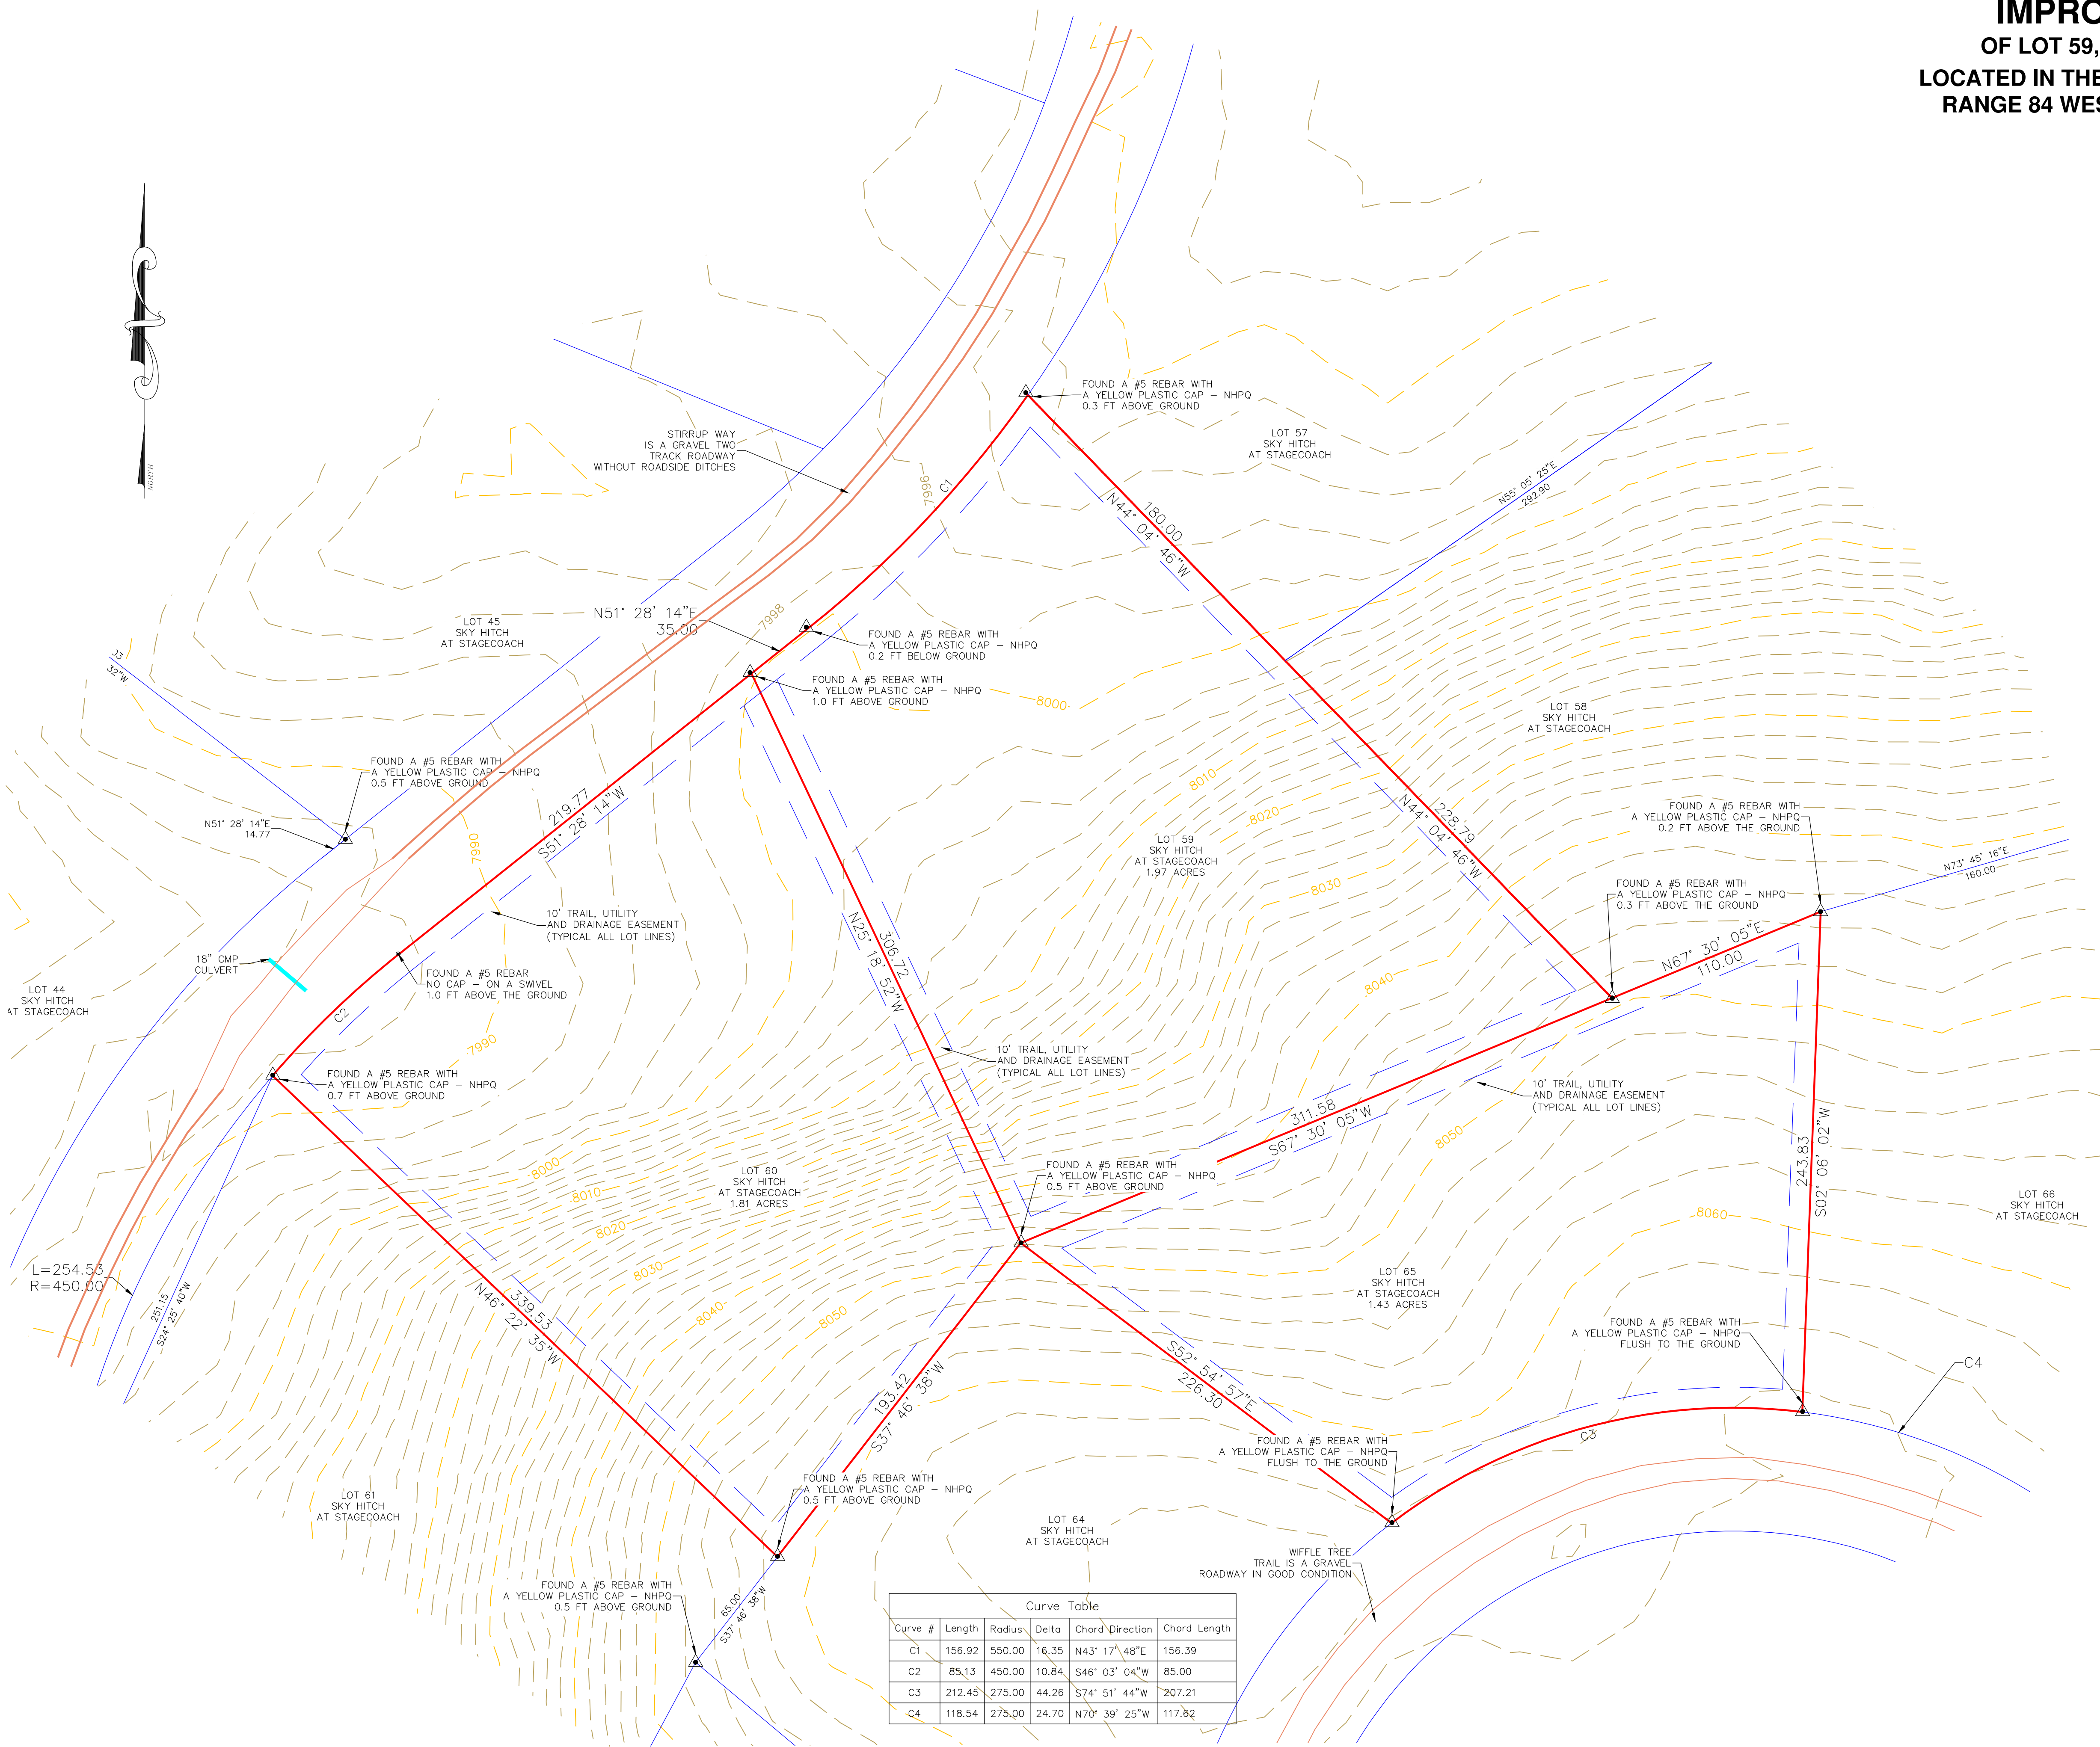 IMPRO
OF LOT 59,
LOCATED IN THE
RANGE 84 WES
NORTH
FOUND A #5 REBAR WITH
A YELLOW PLASTIC CAP – NHPQ
0.3 FT ABOVE GROUND
LOT 57
SKY HITCH
AT STAGECOACH
STIRRUP WAY
IS A GRAVEL TWO
TRACK ROADWAY
WITHOUT ROADSIDE DITCHES
7996
C1
180.00
N44° 04' 46"W
N55° 05' 25"E
292.90
N51° 28' 14"E
35.00
7998
LOT 45
SKY HITCH
AT STAGECOACH
FOUND A #5 REBAR WITH
A YELLOW PLASTIC CAP – NHPQ
0.2 FT BELOW GROUND
FOUND A #5 REBAR WITH
A YELLOW PLASTIC CAP – NHPQ
1.0 FT ABOVE GROUND
8000
32"W
LOT 58
SKY HITCH
AT STAGECOACH
FOUND A #5 REBAR WITH
A YELLOW PLASTIC CAP – NHPQ
0.5 FT ABOVE GROUND
N51° 28' 14"E
14.77
219.77
S51° 28' 14"W
7990
8010
8020
228.79
N44° 04' 46"W
FOUND A #5 REBAR WITH
A YELLOW PLASTIC CAP – NHPQ
0.2 FT ABOVE THE GROUND
LOT 59
SKY HITCH
AT STAGECOACH
1.97 ACRES
8030
N73° 45' 16"E
160.00
FOUND A #5 REBAR WITH
A YELLOW PLASTIC CAP – NHPQ
0.3 FT ABOVE THE GROUND
10' TRAIL, UTILITY
AND DRAINAGE EASEMENT
(TYPICAL ALL LOT LINES)
306.72
N25° 18' 52"W
N67° 30' 05"E
110.00
18" CMP
CULVERT
FOUND A #5 REBAR
NO CAP – ON A SWIVEL
1.0 FT ABOVE THE GROUND
8040
LOT 44
SKY HITCH
AT STAGECOACH
C2
7990
10' TRAIL, UTILITY
AND DRAINAGE EASEMENT
(TYPICAL ALL LOT LINES)
FOUND A #5 REBAR WITH
A YELLOW PLASTIC CAP – NHPQ
0.7 FT ABOVE GROUND
10' TRAIL, UTILITY
AND DRAINAGE EASEMENT
(TYPICAL ALL LOT LINES)
311.58
S67° 30' 05"W
8050
243.83
S02° 06' 02"W
8000
8010
8020
8030
8040
8050
LOT 60
SKY HITCH
AT STAGECOACH
1.81 ACRES
FOUND A #5 REBAR WITH
A YELLOW PLASTIC CAP – NHPQ
0.5 FT ABOVE GROUND
8060
LOT 66
SKY HITCH
AT STAGECOACH
L=254.53
R=450.00
251.15
S24° 25' 40"W
339.53
N46° 22' 35"W
LOT 65
SKY HITCH
AT STAGECOACH
1.43 ACRES
FOUND A #5 REBAR WITH
A YELLOW PLASTIC CAP – NHPQ
FLUSH TO THE GROUND
C4
193.42
S37° 46' 38"W
S52° 54' 57"E
226.30
FOUND A #5 REBAR WITH
A YELLOW PLASTIC CAP – NHPQ
FLUSH TO THE GROUND
C3
FOUND A #5 REBAR WITH
A YELLOW PLASTIC CAP – NHPQ
0.5 FT ABOVE GROUND
LOT 61
SKY HITCH
AT STAGECOACH
LOT 64
SKY HITCH
AT STAGECOACH
WIFFLE TREE
TRAIL IS A GRAVEL
ROADWAY IN GOOD CONDITION
FOUND A #5 REBAR WITH
A YELLOW PLASTIC CAP – NHPQ
0.5 FT ABOVE GROUND
65.00
S37° 46' 38"W
Curve Table
Curve # Length Radius Delta Chord Direction Chord Length
C1 156.92 550.00 16.35 N43° 17' 48"E 156.39
C2 85.13 450.00 10.84 S46° 03' 04"W 85.00
C3 212.45 275.00 44.26 S74° 51' 44"W 207.21
C4 118.54 275.00 24.70 N70° 39' 25"W 117.62